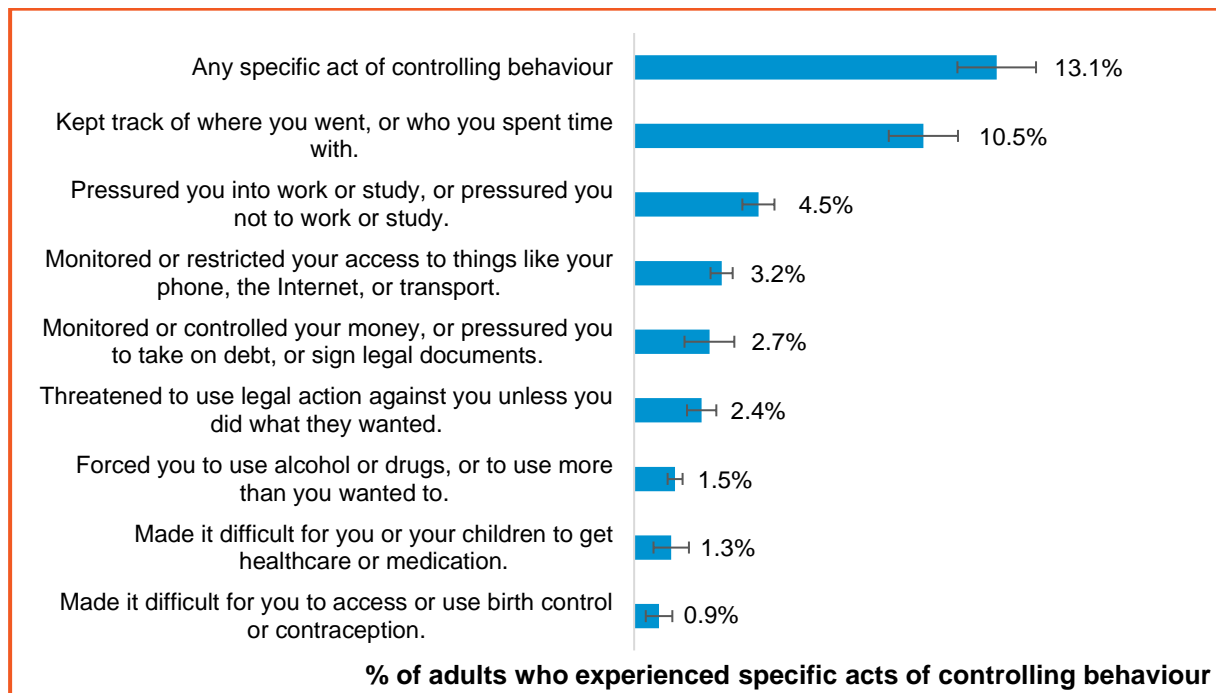 Any specific act of controlling behaviour
13.1%
Kept track of where you went, or who you spent time
with.
10.5%
Pressured you into work or study, or pressured you
not to work or study.
4.5%
Monitored or restricted your access to things like your
phone, the Internet, or transport.
3.2%
Monitored or controlled your money, or pressured you
to take on debt, or sign legal documents.
2.7%
Threatened to use legal action against you unless you
did what they wanted.
2.4%
Forced you to use alcohol or drugs, or to use more
than you wanted to.
1.5%
Made it difficult for you or your children to get
healthcare or medication.
1.3%
Made it difficult for you to access or use birth control
or contraception.
0.9%
% of adults who experienced specific acts of controlling behaviour